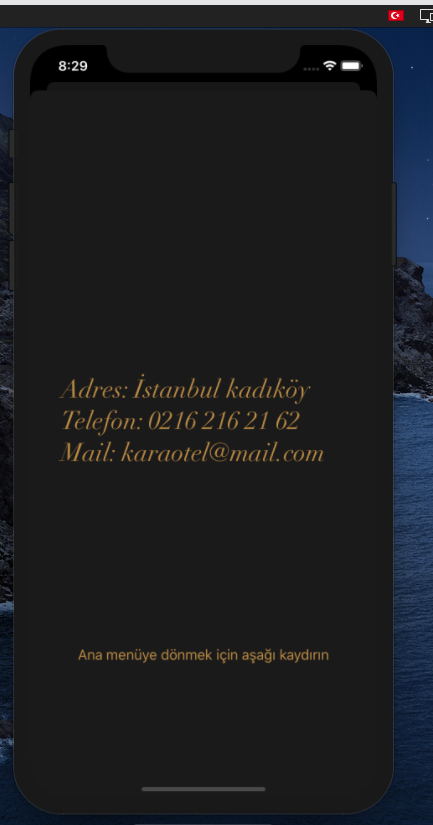 8:29
Adres: İstanbul kadıköy
Telefon: 0216 216 21 62
Mail: karaotel@mail.com
Ana menüye dönmek için aşağı kaydırın